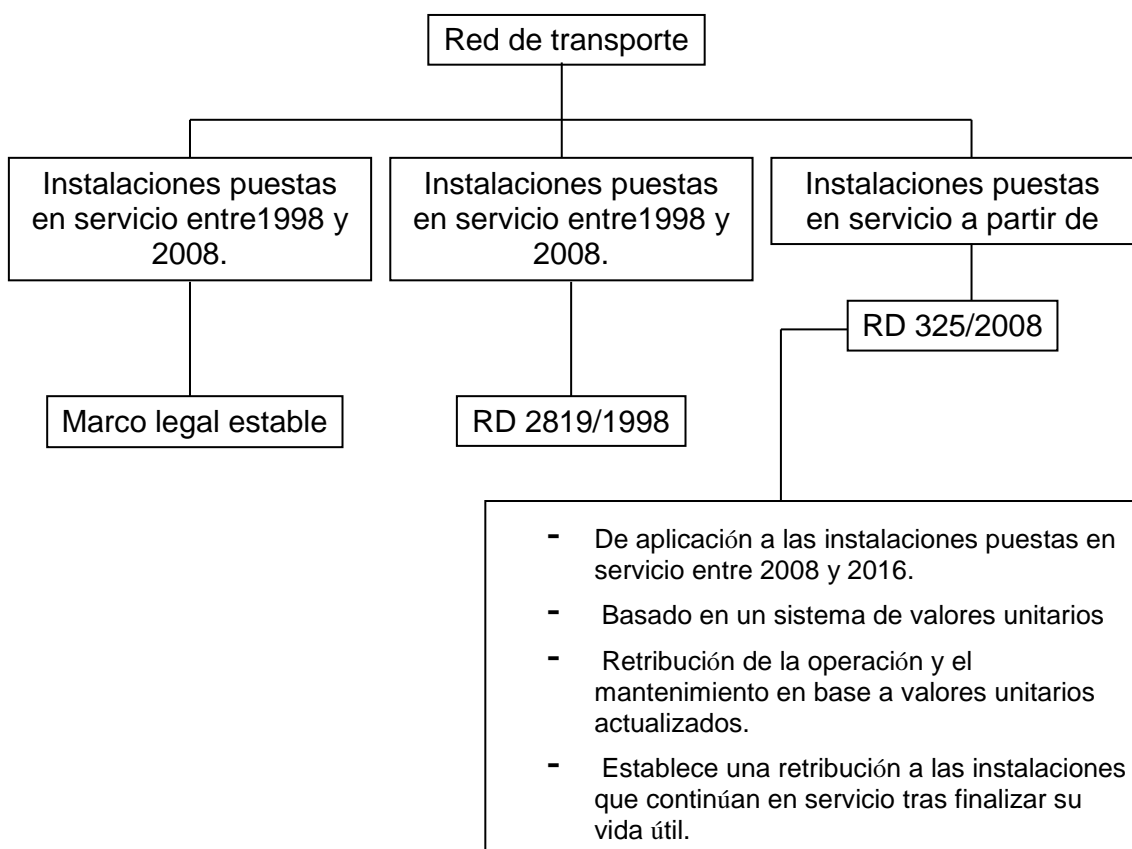 Red de transporte
Instalaciones puestas
en servicio entre1998 y
2008.
Instalaciones puestas
en servicio entre1998 y
2008.
Instalaciones puestas
en servicio a partir de
RD 325/2008
Marco legal estable
RD 2819/1998
- De aplicación a las instalaciones puestas en
servicio entre 2008 y 2016.
- Basado en un sistema de valores unitarios
- Retribución de la operación y el
mantenimiento en base a valores unitarios
actualizados.
- Establece una retribución a las instalaciones
que continúan en servicio tras finalizar su
vida útil.